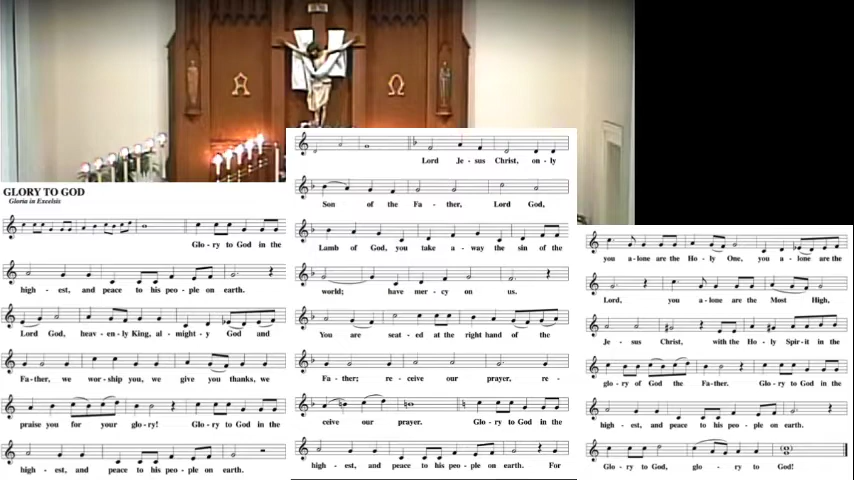 Α
Ω
GLORY TO GOD
Gloria in Excelsis
Glo - ry to God in the
high - est, and peace to his peo - ple on earth.
Lord God, heav - en - ly King, al - might - y God and
Fa - ther, we wor - ship you, we give you thanks, we
praise you for your glo - ry! Glo - ry to God in the
high - est, and peace to his peo - ple on earth.
Lord Je - sus Christ, on - ly
Son of the Fa - ther, Lord God,
Lamb of God, you take a - way the sin of the
world; have mer - cy on us.
You are seat - ed at the right hand of the
Fa - ther; re - ceive our prayer, re -
ceive our prayer. Glo - ry to God in the
high - est, and peace to his peo - ple on earth. For
you a - lone are the Ho - ly One, you a - lone are the
Lord, you a - lone are the Most High,
Je - sus Christ, with the Ho - ly Spir - it in the
glo - ry of God the Fa - ther. Glo - ry to God in the
high - est, and peace to his peo - ple on earth.
Glo - ry to God, glo - ry to God!